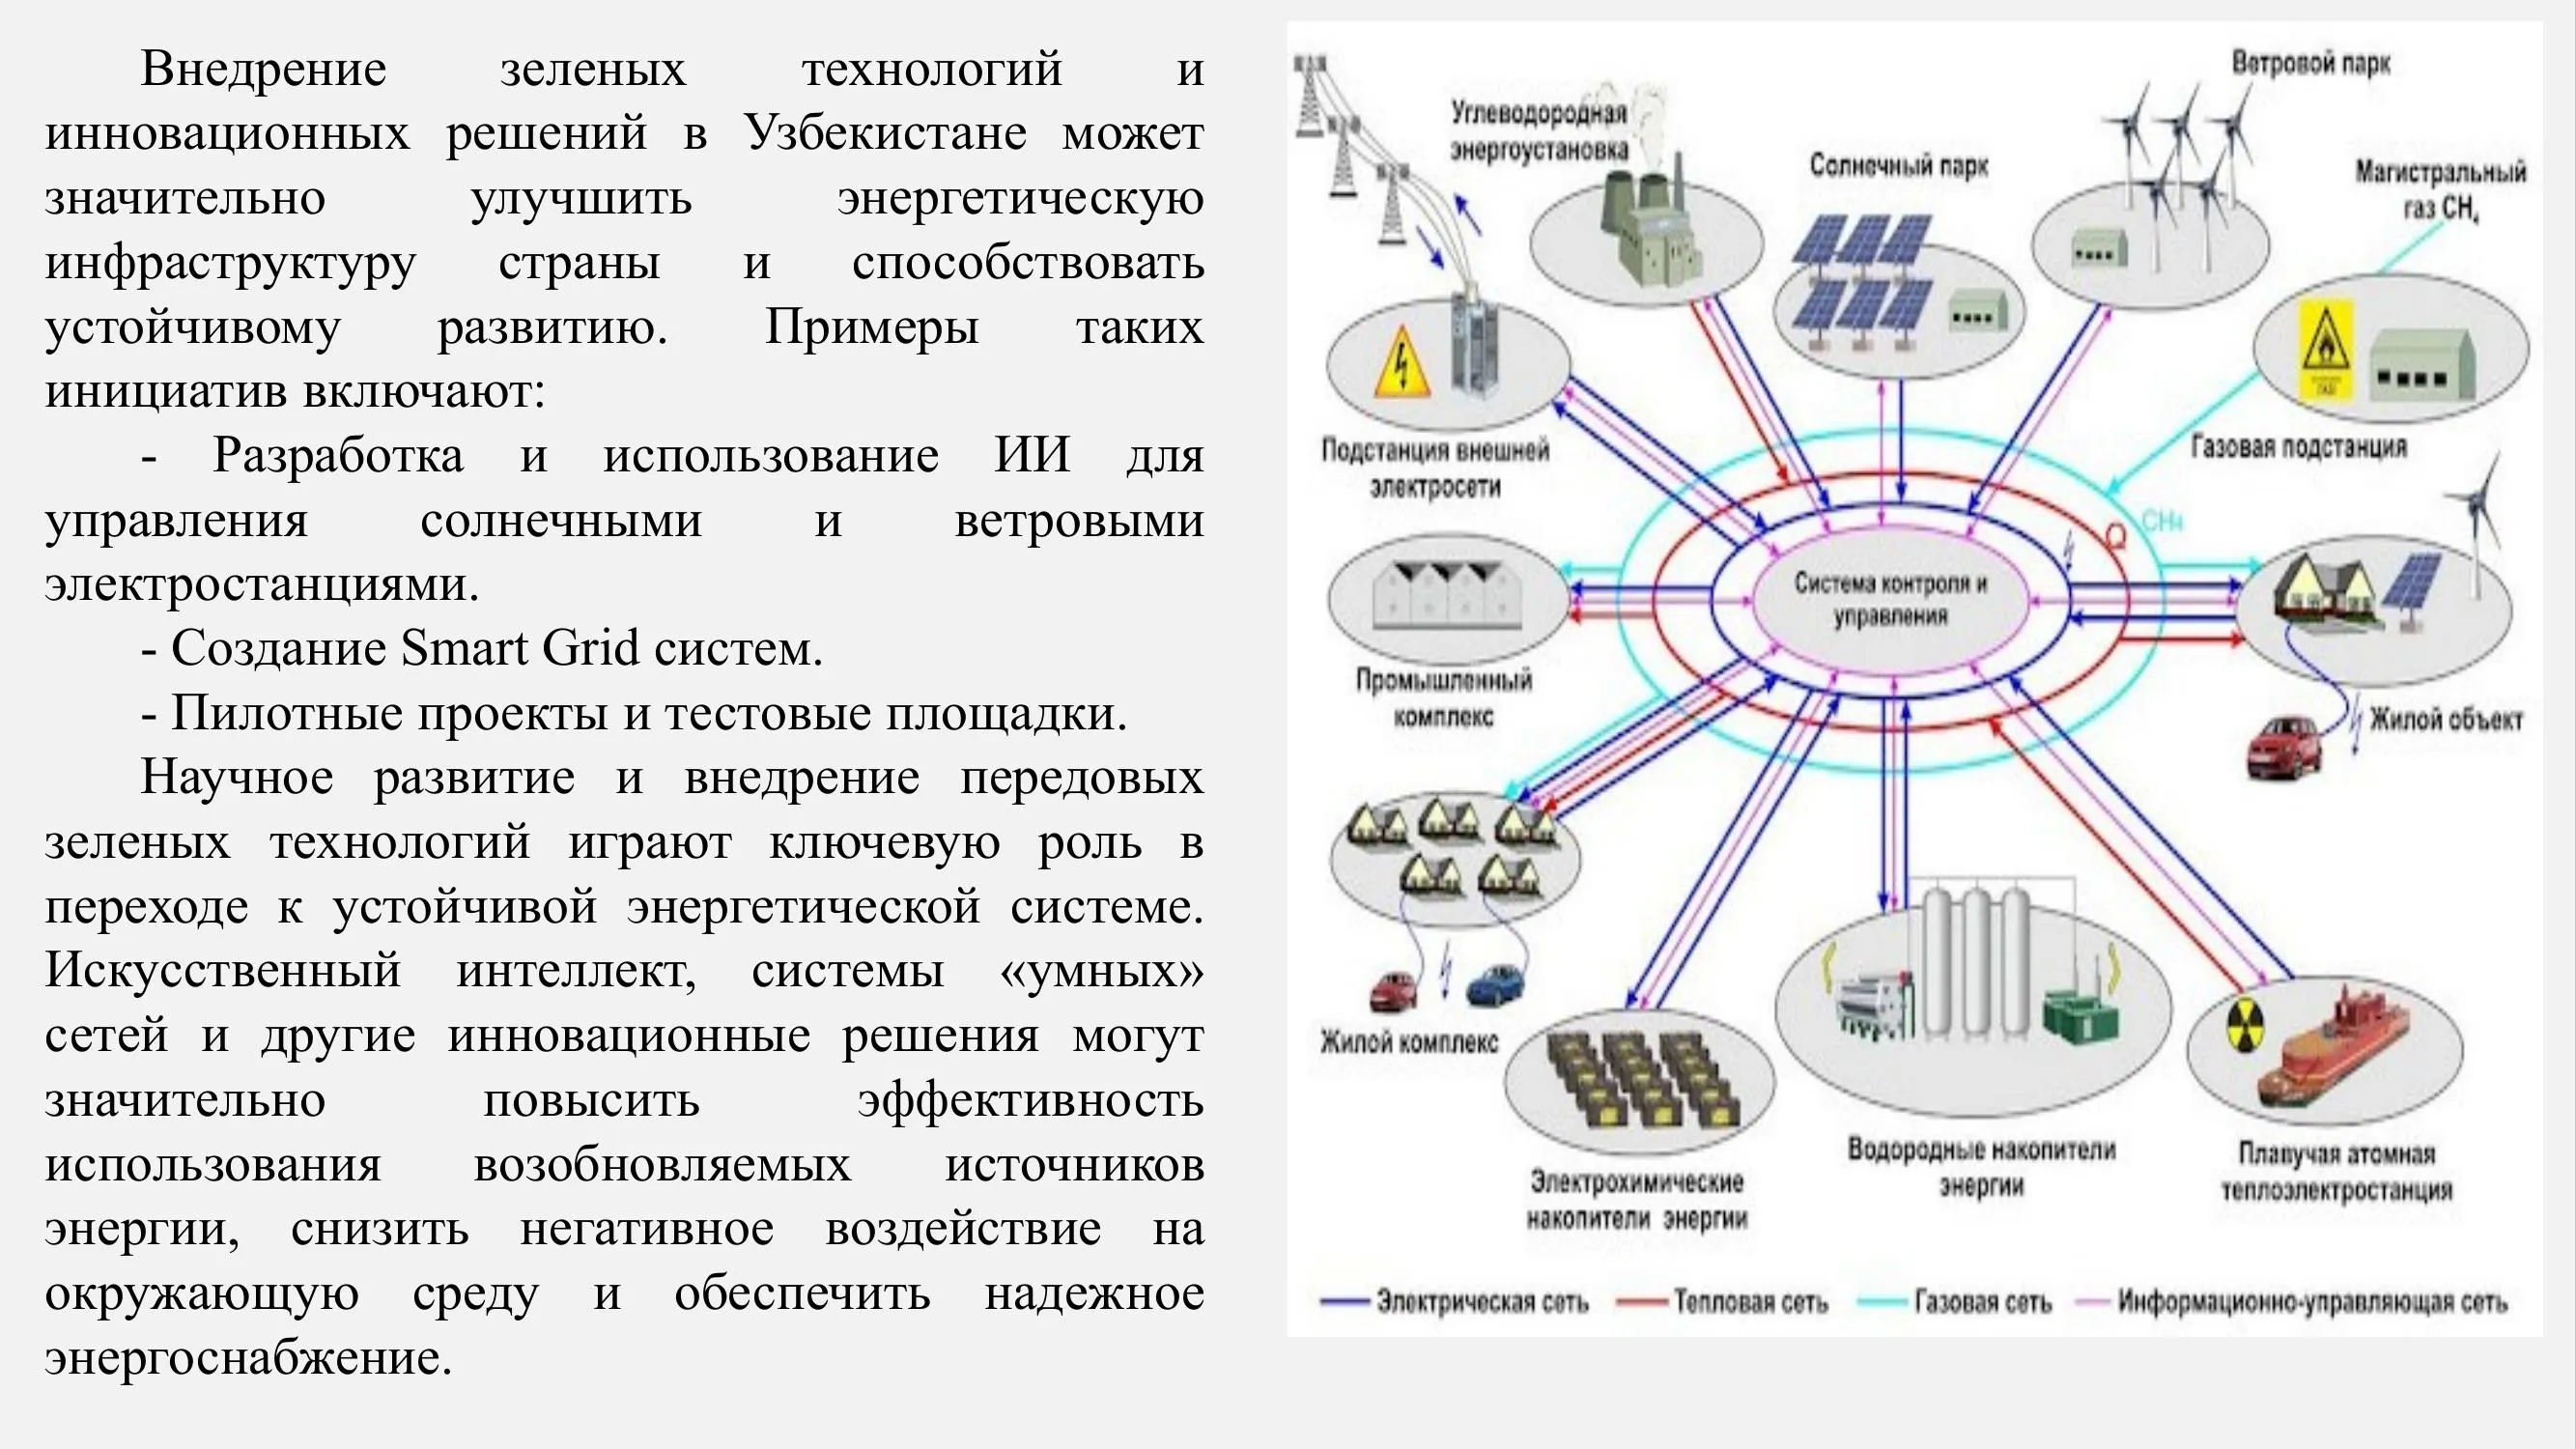 Внедрение зеленых технологий и
инновационных решений в Узбекистане может
значительно улучшить энергетическую
инфраструктуру страны и способствовать
устойчивому развитию. Примеры таких
инициатив включают:
- Разработка и использование ИИ для
управления солнечными и ветровыми
электростанциями.
- Создание Smart Grid систем.
- Пилотные проекты и тестовые площадки.
Научное развитие и внедрение передовых
зеленых технологий играют ключевую роль в
переходе к устойчивой энергетической системе.
Искусственный интеллект, системы «умных»
сетей и другие инновационные решения могут
значительно повысить эффективность
использования возобновляемых источников
энергии, снизить негативное воздействие на
окружающую среду и обеспечить надежное
энергоснабжение.
Ветровой парк
Углеводородная
энергоустановка
Солнечный парк
Магистральный
газ CH₄
Подстанция внешней
электросети
Газовая подстанция
ГАЗ
Q
CH₄
Система контроля и
управления
Промышленный
комплекс
Жилой объект
Жилой комплекс
Электрохимические
накопители энергии
Водородные накопители
энергии
Плавучая атомная
теплоэлектростанция
Электрическая сеть
Тепловая сеть
Газовая сеть
Информационно-управляющая сеть